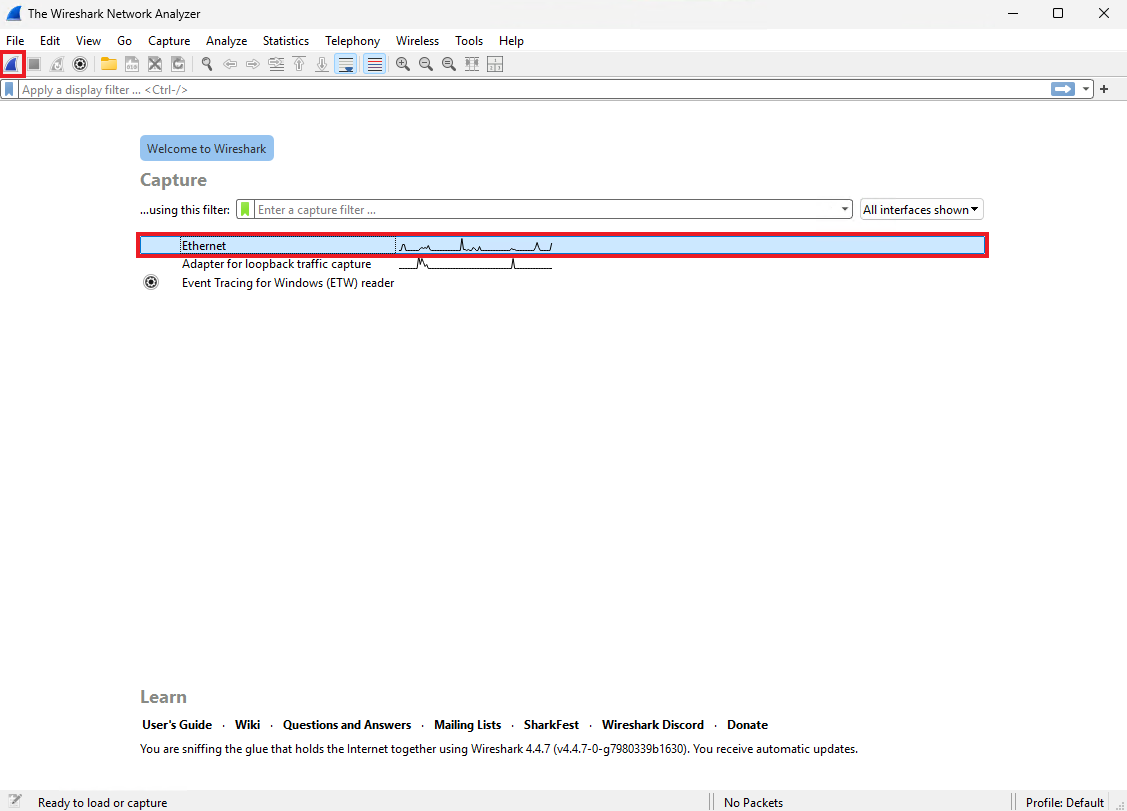 The Wireshark Network Analyzer
File Edit View Go Capture Analyze Statistics Telephony Wireless Tools Help
Apply a display filter ... <Ctrl-/>
+
Welcome to Wireshark
Capture
...using this filter: Enter a capture filter ... All interfaces shown
Ethernet
Adapter for loopback traffic capture
Event Tracing for Windows (ETW) reader
Learn
User's Guide · Wiki · Questions and Answers · Mailing Lists · SharkFest · Wireshark Discord · Donate
You are sniffing the glue that holds the Internet together using Wireshark 4.4.7 (v4.4.7-0-g7980339b1630). You receive automatic updates.
Ready to load or capture No Packets Profile: Default